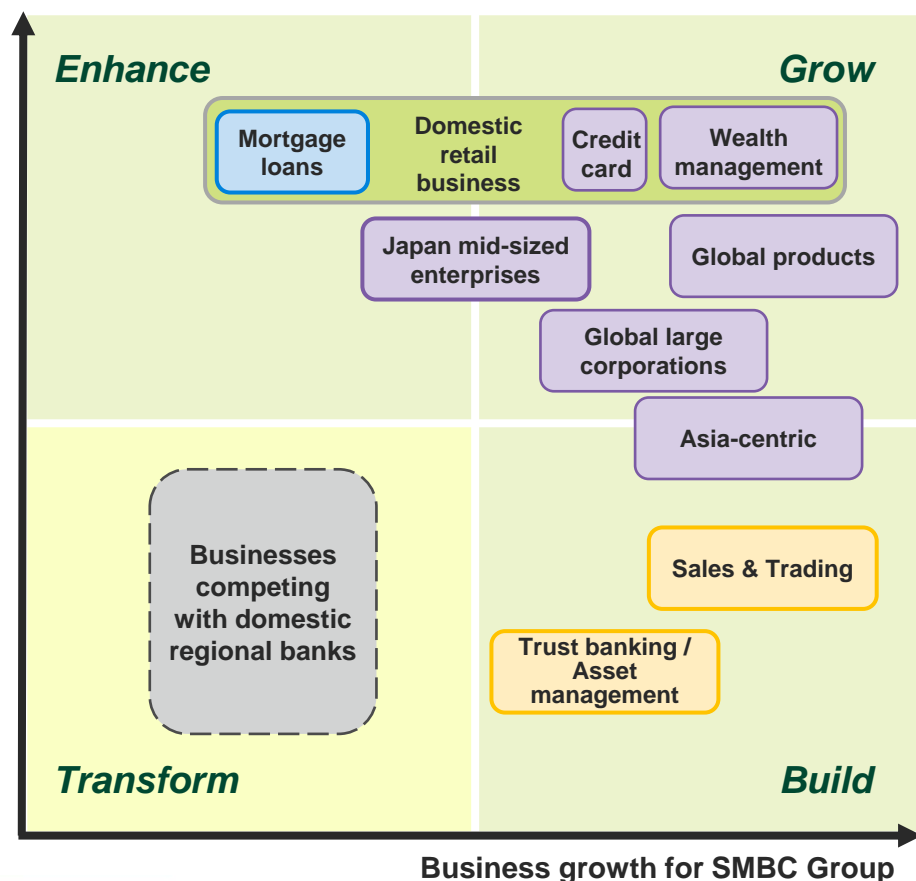 Enhance
Grow
Mortgage
loans
Domestic
retail
business
Credit
card
Wealth
management
Japan mid-sized
enterprises
Global products
Global large
corporations
Asia-centric
Businesses
competing
with domestic
regional banks
Sales & Trading
Trust banking /
Asset
management
Transform
Build
Business growth for SMBC Group